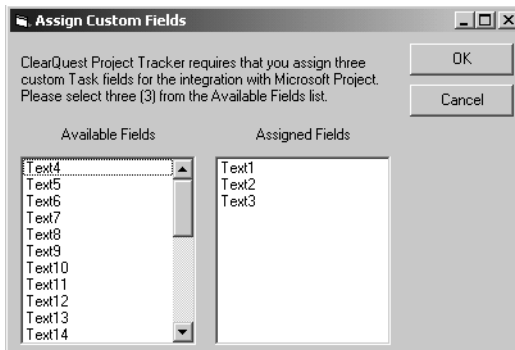 Assign Custom Fields
ClearQuest Project Tracker requires that you assign three
custom Task fields for the integration with Microsoft Project.
Please select three (3) from the Available Fields list.
OK
Cancel
Available Fields
Assigned Fields
Text4
Text5
Text6
Text7
Text8
Text9
Text10
Text11
Text12
Text13
Text14
Text1
Text2
Text3